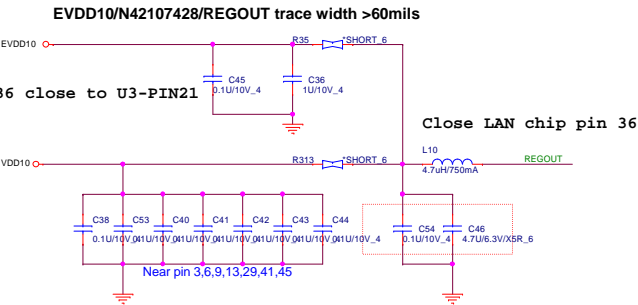 EVDD10/N42107428/REGOUT trace width >60mils
EVDD10
R35
*SHORT_6
C45
0.1U/10V_4
C36
1U/10V_4
36 close to U3-PIN21
Close LAN chip pin 36
VDD10
R313
*SHORT_6
L10
4.7uH/750mA
REGOUT
C38
C53
C40
C41
C42
C43
C44
0.1U/10V_4
C54
0.1U/10V_4
C46
4.7U/6.3V/X5R_6
Near pin 3,6,9,13,29,41,45